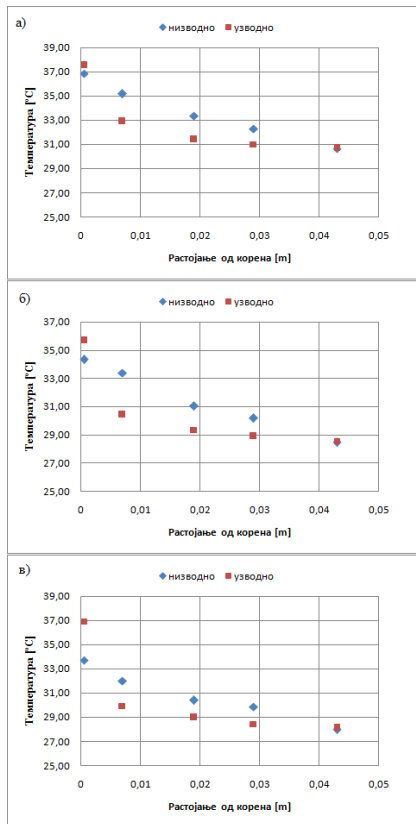 а)
низводно узводно
39,00
37,00
35,00
33,00
31,00
29,00
27,00
25,00
Температура [°C]
0 0,01 0,02 0,03 0,04 0,05
Растојање од корена [m]
б)
низводно узводно
37,00
35,00
33,00
31,00
29,00
27,00
25,00
Температура [°C]
0 0,01 0,02 0,03 0,04 0,05
Растојање од корена [m]
в)
низводно узводно
39,00
37,00
35,00
33,00
31,00
29,00
27,00
25,00
Температура [°C]
0 0,01 0,02 0,03 0,04 0,05
Растојање од корена [m]